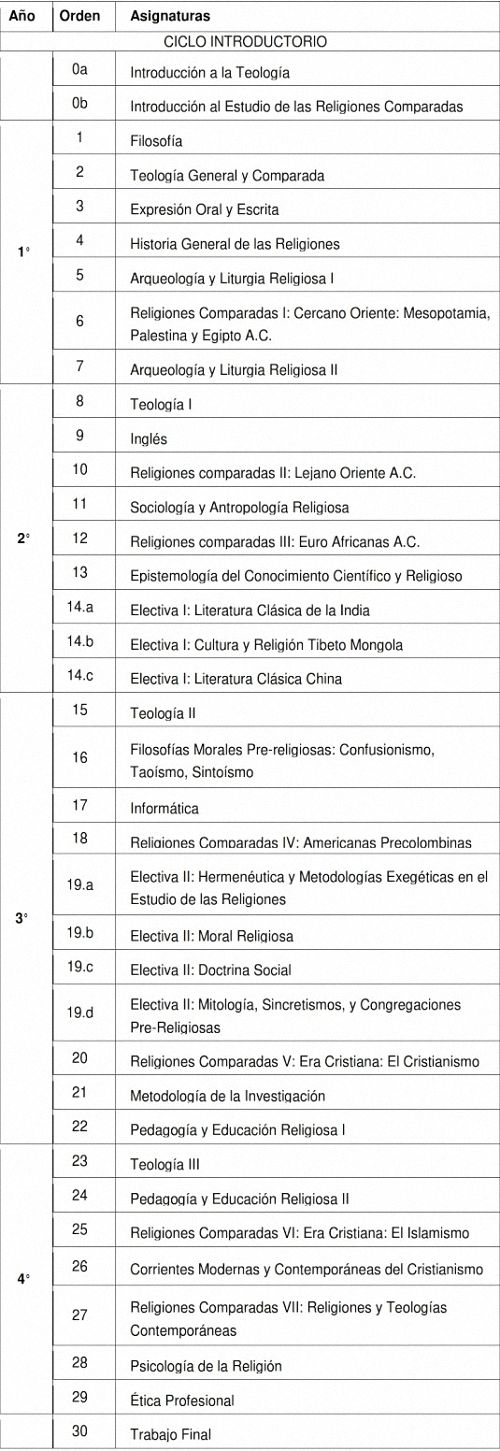 Año Orden Asignaturas
CICLO INTRODUCTORIO
0a Introducción a la Teología
0b Introducción al Estudio de las Religiones Comparadas
1 Filosofía
2 Teología General y Comparada
3 Expresión Oral y Escrita
1° 4 Historia General de las Religiones
5 Arqueología y Liturgia Religiosa I
6 Religiones Comparadas I: Cercano Oriente: Mesopotamia,
Palestina y Egipto A.C.
7 Arqueología y Liturgia Religiosa II
8 Teología I
9 Inglés
10 Religiones comparadas II: Lejano Oriente A.C.
11 Sociología y Antropología Religiosa
2° 12 Religiones comparadas III: Euro Africanas A.C.
13 Epistemología del Conocimiento Científico y Religioso
14.a Electiva I: Literatura Clásica de la India
14.b Electiva I: Cultura y Religión Tibeto Mongola
14.c Electiva I: Literatura Clásica China
15 Teología II
16 Filosofías Morales Pre-religiosas: Confusionismo,
Taoísmo, Sintoísmo
17 Informática
18 Religiones Comparadas IV: Americanas Precolombinas
19.a Electiva II: Hermenéutica y Metodologías Exegéticas en el
Estudio de las Religiones
3° 19.b Electiva II: Moral Religiosa
19.c Electiva II: Doctrina Social
19.d Electiva II: Mitología, Sincretismos, y Congregaciones
Pre-Religiosas
20 Religiones Comparadas V: Era Cristiana: El Cristianismo
21 Metodología de la Investigación
22 Pedagogía y Educación Religiosa I
23 Teología III
24 Pedagogía y Educación Religiosa II
25 Religiones Comparadas VI: Era Cristiana: El Islamismo
4° 26 Corrientes Modernas y Contemporáneas del Cristianismo
27 Religiones Comparadas VII: Religiones y Teologías
Contemporáneas
28 Psicología de la Religión
29 Ética Profesional
30 Trabajo Final